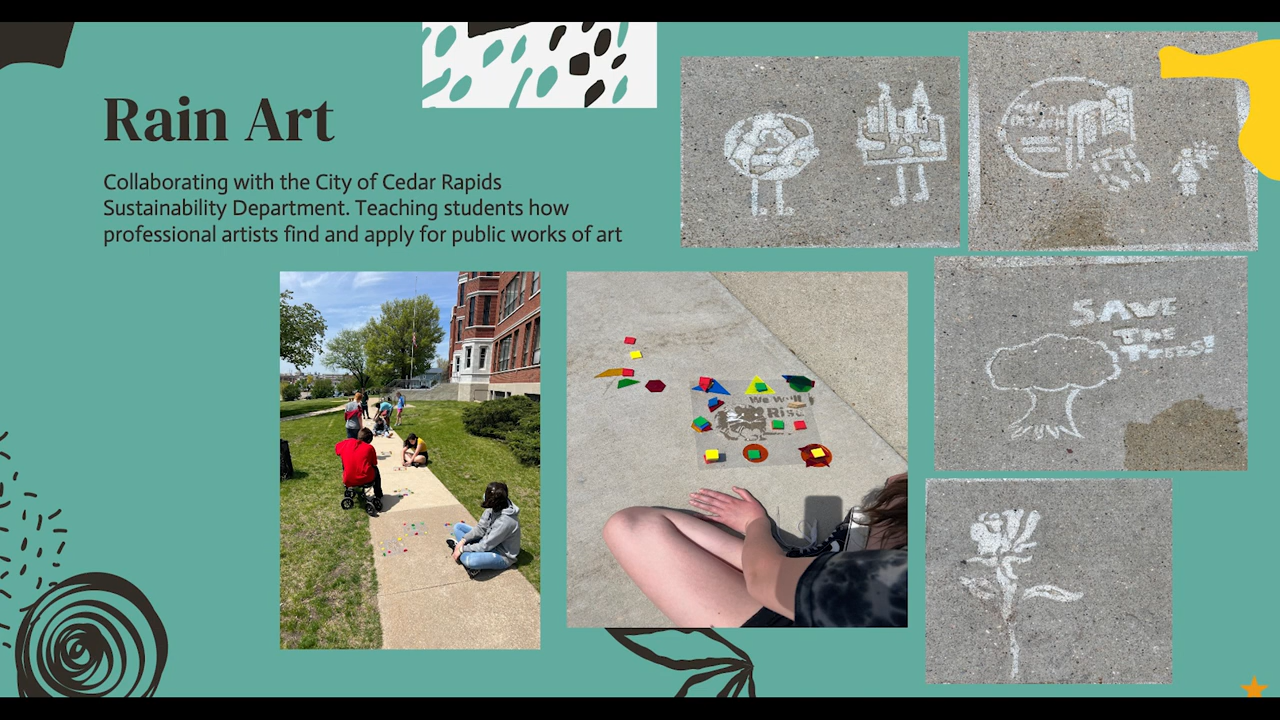 Rain Art
Collaborating with the City of Cedar Rapids
Sustainability Department. Teaching students how
professional artists find and apply for public works of art
SAVE
The
Trees!
We Will
Rise